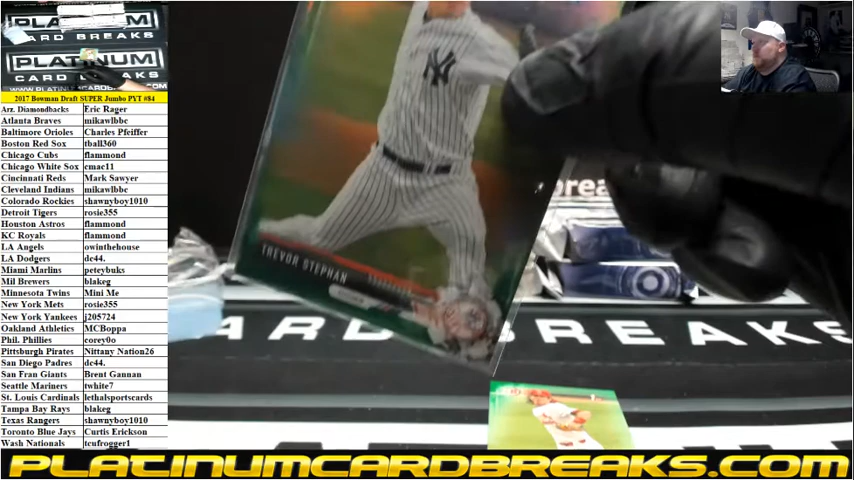 PLATINUM
CARD BREAKS
PLATINUM
CARD BREAKS
2017 Bowman Draft SUPER Jumbo PYT #84
Arz. Diamondbacks Eric Rager
Atlanta Braves mikawlbbc
Baltimore Orioles Charles Pfeiffer
Boston Red Sox tball360
Chicago Cubs flammond
Chicago White Sox cmac11
Cincinnati Reds Mark Sawyer
Cleveland Indians mikawlbbc
Colorado Rockies shawnyboy1010
Detroit Tigers rosie355
Houston Astros flammond
KC Royals flammond
LA Angels owinthehouse
LA Dodgers dc44.
Miami Marlins peteybuks
Mil Brewers blakeg
Minnesota Twins Mini Me
New York Mets rosie355
New York Yankees j205724
Oakland Athletics MCBoppa
Phil. Phillies corey0o
Pittsburgh Pirates Nittany Nation26
San Diego Padres dc44.
San Fran Giants Brent Gannan
Seattle Mariners twhite7
St. Louis Cardinals lethalsportscards
Tampa Bay Rays blakeg
Texas Rangers shawnyboy1010
Toronto Blue Jays Curtis Erickson
Wash Nationals tcufrogger1
NY
TREVOR STEPHAN
brea
ARD BREAKS
PLATINUMCARDBREAKS.COM